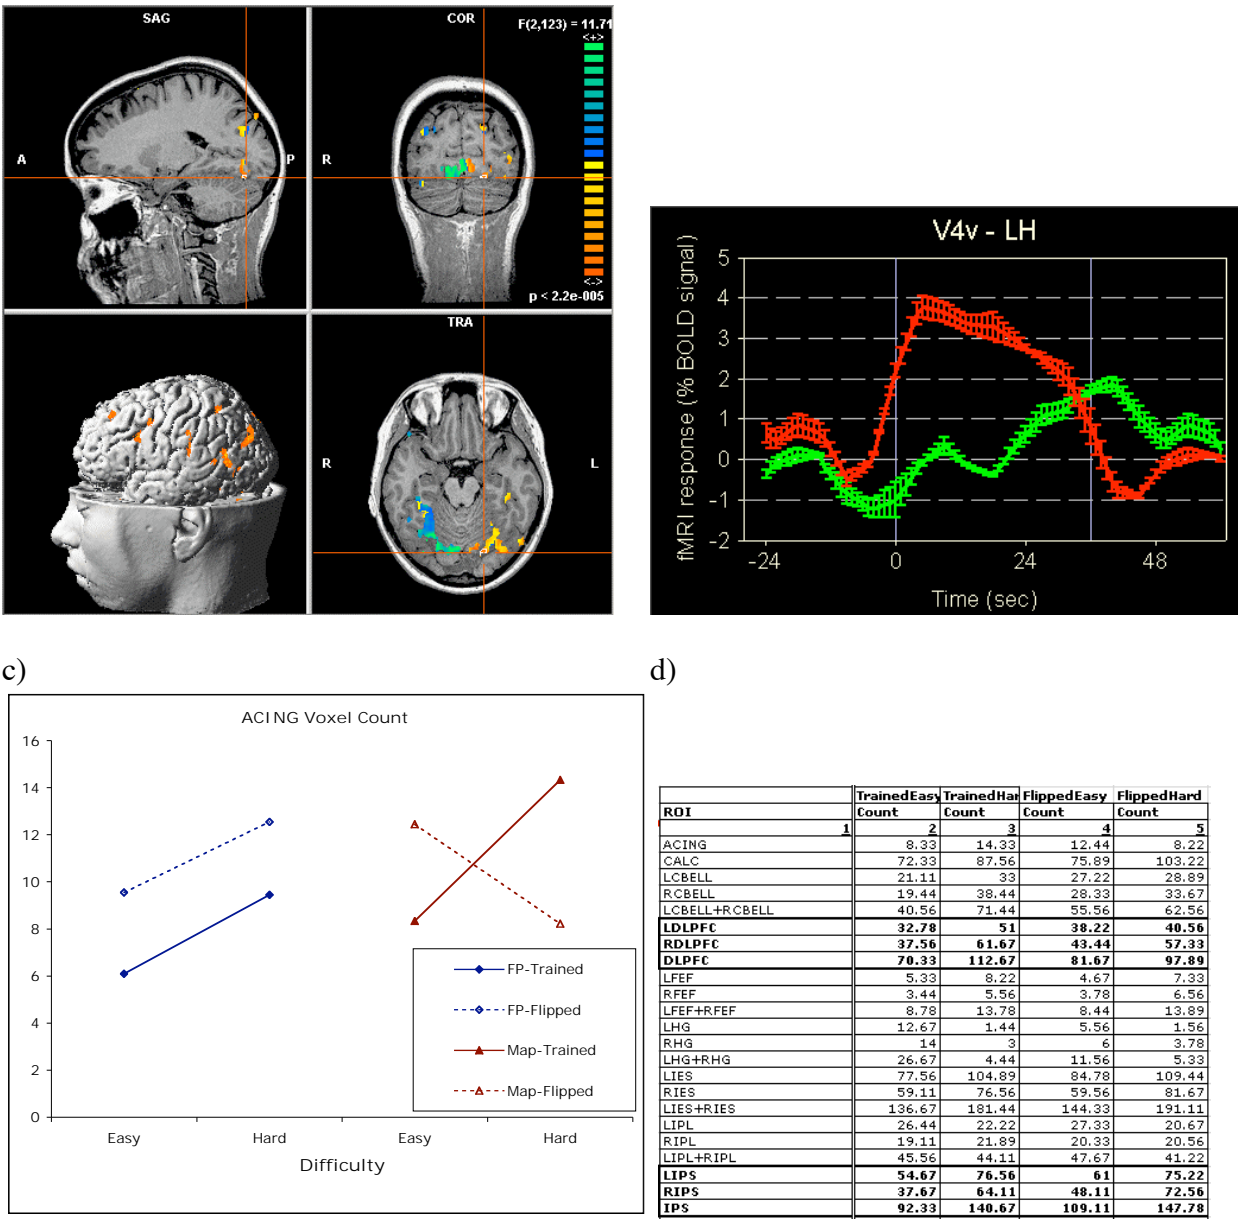 SAG
A
P
COR
R
F(2,123) = 11.71
<+>
<->
p < 2.2e-005
TRA
R
L
V4v - LH
fMRI response (% BOLD signal)
5
4
3
2
1
0
-1
-2
-24
0
24
48
Time (sec)
c)
ACING Voxel Count
16
14
12
10
8
6
4
2
0
Easy
Hard
Easy
Hard
Difficulty
FP-Trained
FP-Flipped
Map-Trained
Map-Flipped
d)
TrainedEasy TrainedHar FlippedEasy FlippedHard
ROI Count Count Count Count
1 2 3 4 5
ACING 8.33 14.33 12.44 8.22
CALC 72.33 87.56 75.89 103.22
LCBELL 21.11 33 27.22 28.89
RCBELL 19.44 38.44 28.33 33.67
LCBELL+RCBELL 40.56 71.44 55.56 62.56
LDLPFC 32.78 51 38.22 40.56
RDLPFC 37.56 61.67 43.44 57.33
DLPFC 70.33 112.67 81.67 97.89
LFEF 5.33 8.22 4.67 7.33
RFEF 3.44 5.56 3.78 6.56
LFEF+RFEF 8.78 13.78 8.44 13.89
LHG 12.67 1.44 5.56 1.56
RHG 14 3 6 3.78
LHG+RHG 26.67 4.44 11.56 5.33
LIES 77.56 104.89 84.78 109.44
RIES 59.11 76.56 59.56 81.67
LIES+RIES 136.67 181.44 144.33 191.11
LIPL 26.44 22.22 27.33 20.67
RIPL 19.11 21.89 20.33 20.56
LIPL+RIPL 45.56 44.11 47.67 41.22
LIPS 54.67 76.56 61 75.22
RIPS 37.67 64.11 48.11 72.56
IPS 92.33 140.67 109.11 147.78